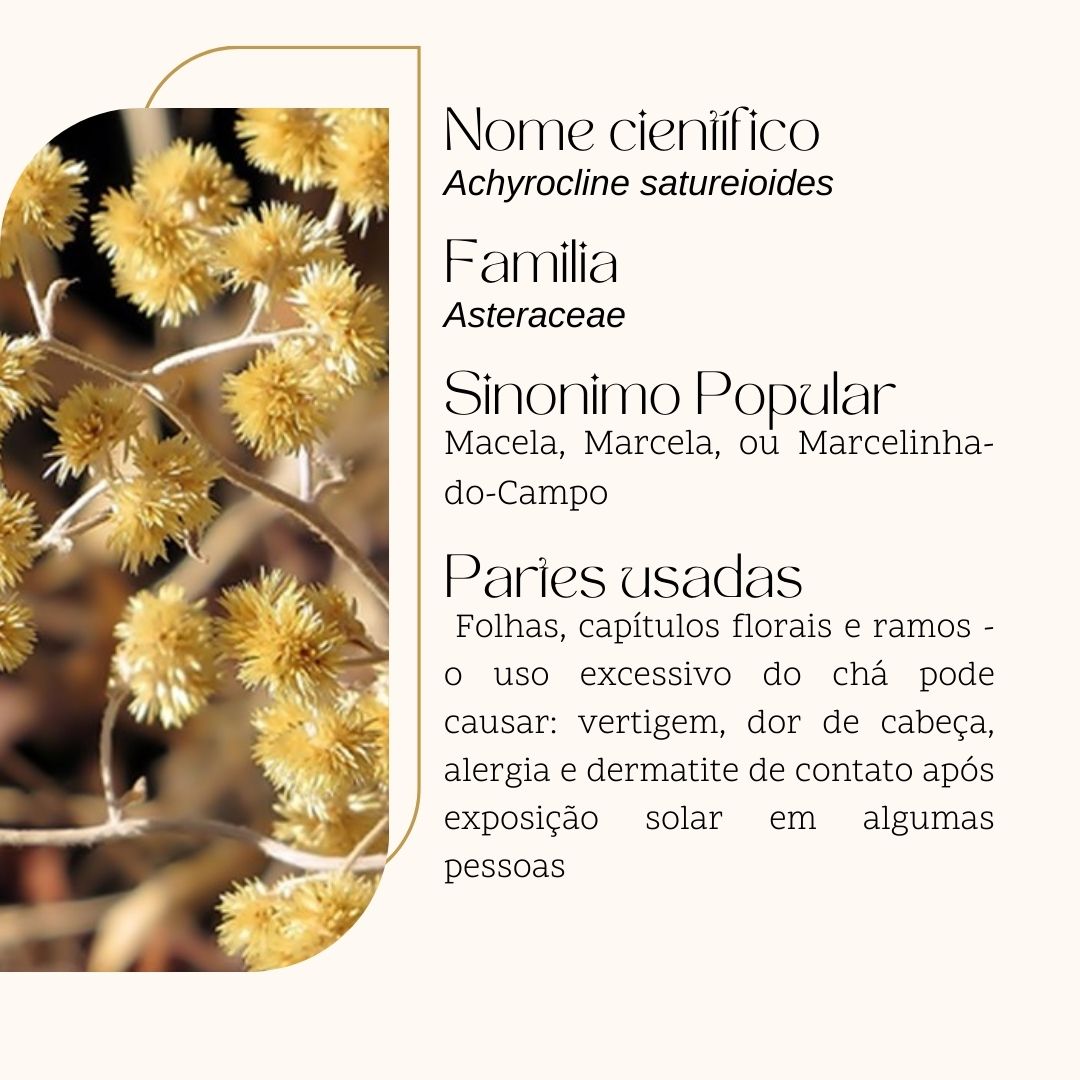 Nome científico
Achyrocline satureioides
Familia
Asteraceae
Sinonimo Popular
Macela, Marcela, ou Marcelinha-
do-Campo
Partes usadas
Folhas, capítulos florais e ramos -
o uso excessivo do chá pode
causar: vertigem, dor de cabeça,
alergia e dermatite de contato após
exposição solar em algumas
pessoas